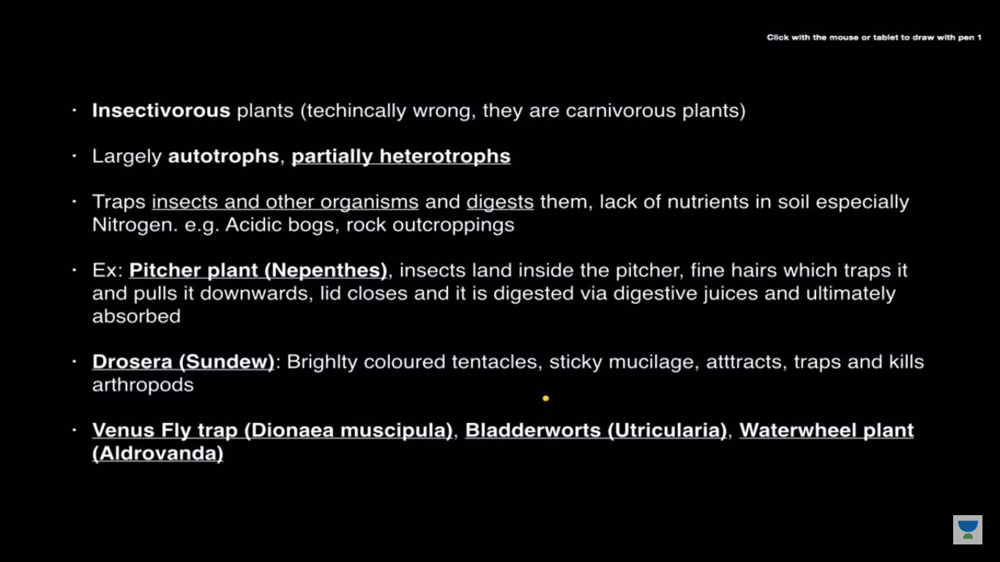 Click with the mouse or tablet to draw with pen 1
· Insectivorous plants (techincally wrong, they are carnivorous plants)
· Largely autotrophs, partially heterotrophs
· Traps insects and other organisms and digests them, lack of nutrients in soil especially
Nitrogen. e.g. Acidic bogs, rock outcroppings
· Ex: Pitcher plant (Nepenthes), insects land inside the pitcher, fine hairs which traps it
and pulls it downwards, lid closes and it is digested via digestive juices and ultimately
absorbed
· Drosera (Sundew): Brighlty coloured tentacles, sticky mucilage, atttracts, traps and kills
arthropods
· Venus Fly trap (Dionaea muscipula), Bladderworts (Utricularia), Waterwheel plant
(Aldrovanda)